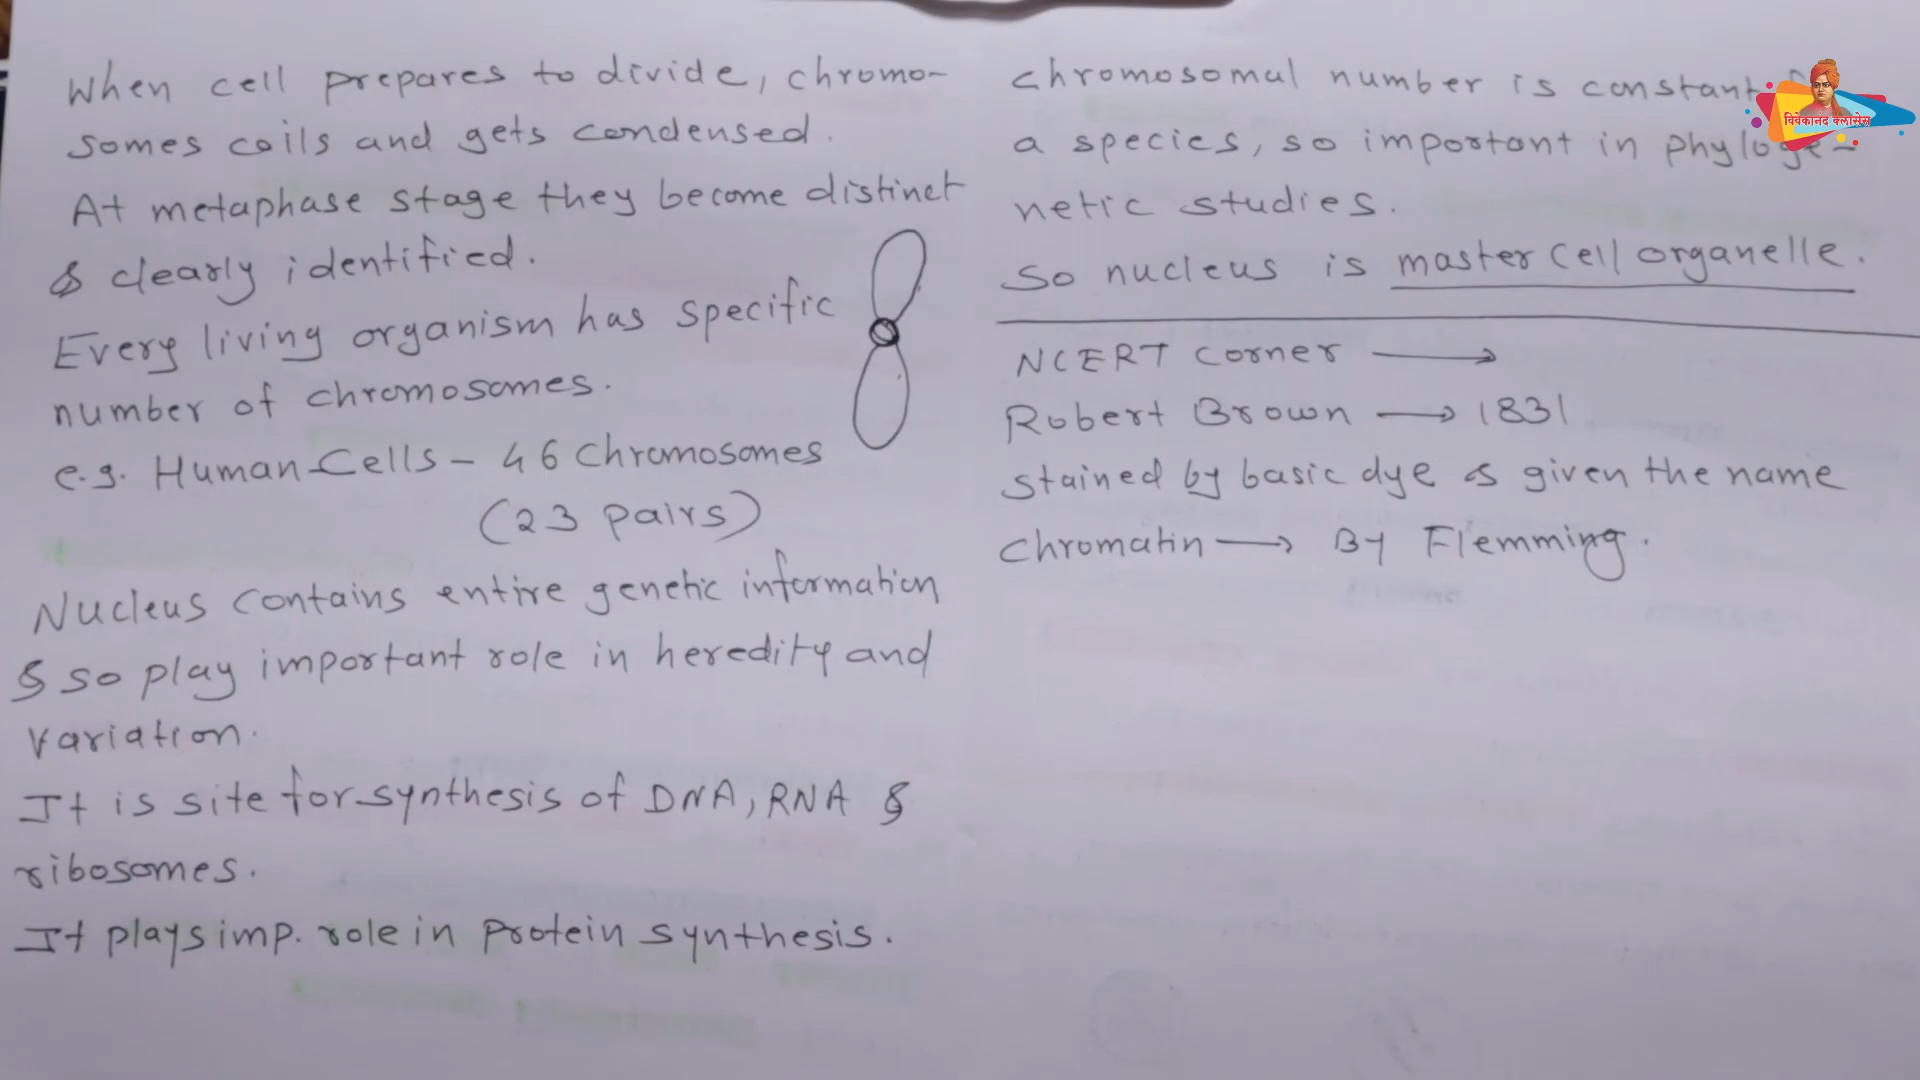 When cell prepares to divide, chromo-
somes coils and gets condensed.
At metaphase stage they become distinct
& clearly identified.
Every living organism has specific
number of chromosomes.
e.g. Human Cells - 46 Chromosomes
(23 pairs)
Nucleus contains entire genetic information
& so play important role in heredity and
variation.
It is site for synthesis of DNA, RNA &
ribosomes.
It plays imp. role in protein synthesis.
chromosomal number is constant
a species, so important in phyloge-
netic studies.
So nucleus is master cell organelle.
NCERT Corner →
Robert Brown → 1831
stained by basic dye & given the name
chromatin → By Flemming.
विवेकानंद क्लासेस